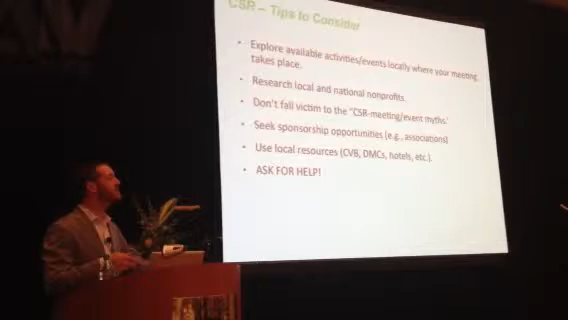 CSR – Tips to Consider
• Explore available activities/events locally where your meeting
takes place.
• Research local and national nonprofits.
• Don't fall victim to the "CSR-meeting/event myths.'
• Seek sponsorship opportunities (e.g., associations)
• Use local resources (CVB, DMCs, hotels, etc.).
• ASK FOR HELP!